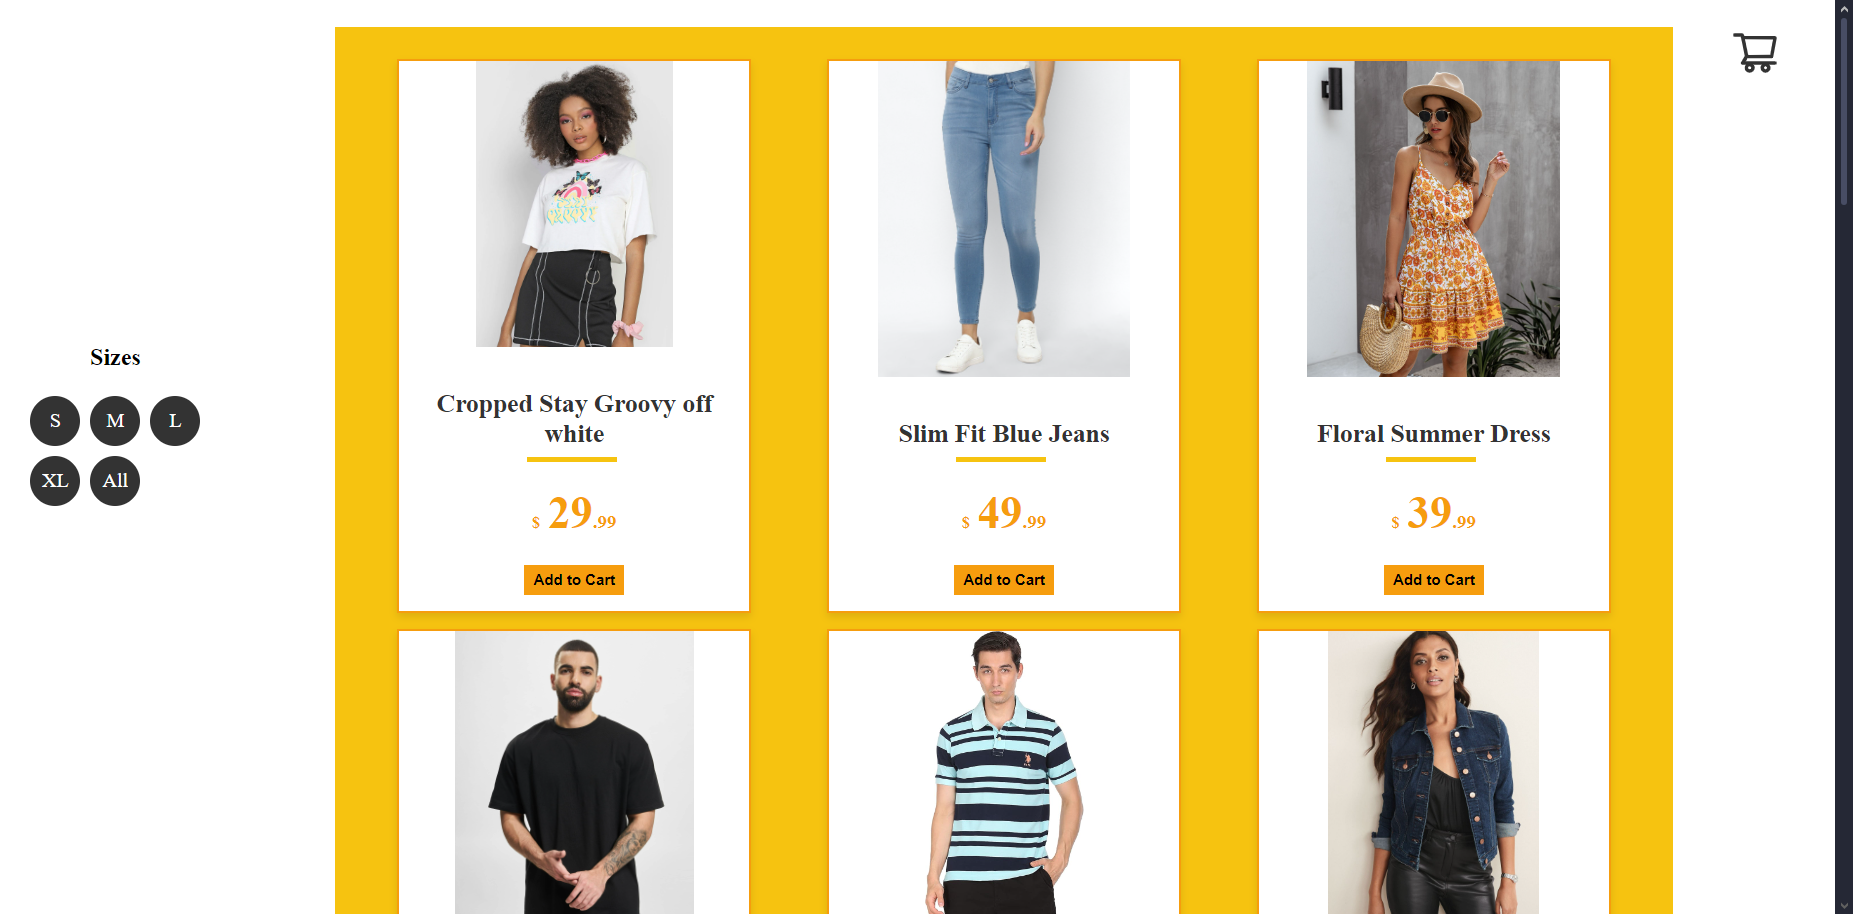 Sizes
S M L
XL All
Cropped Stay Groovy off
white
$ 29.99
Add to Cart
Slim Fit Blue Jeans
$ 49.99
Add to Cart
Floral Summer Dress
$ 39.99
Add to Cart